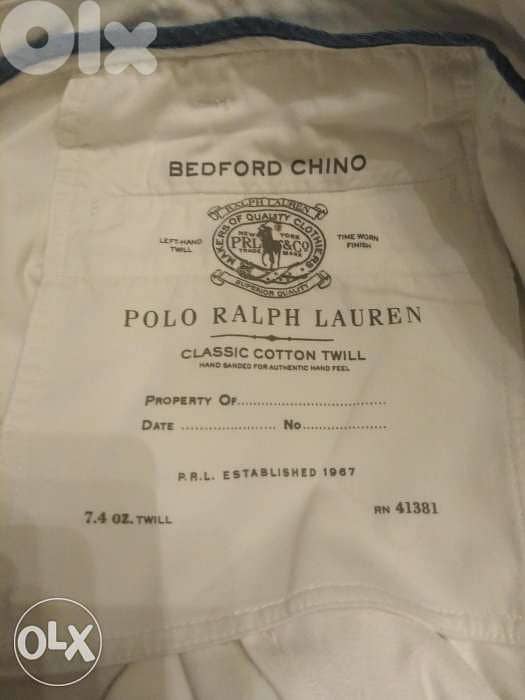 OLX
BEDFORD CHINO
RALPH LAUREN
MAKERS OF QUALITY CLOTHIERS
LEFT-HAND
TWILL
NEW YORK
PRL & CO
TRADE MARK
TIME WORN
FINISH
SUPERIOR QUALITY
POLO RALPH LAUREN
CLASSIC COTTON TWILL
HAND SANDED FOR AUTHENTIC HAND FEEL
PROPERTY OF....................................
DATE ....................... NO....................
P.R.L. ESTABLISHED 1967
7.4 OZ. TWILL
RN 41381
OLX